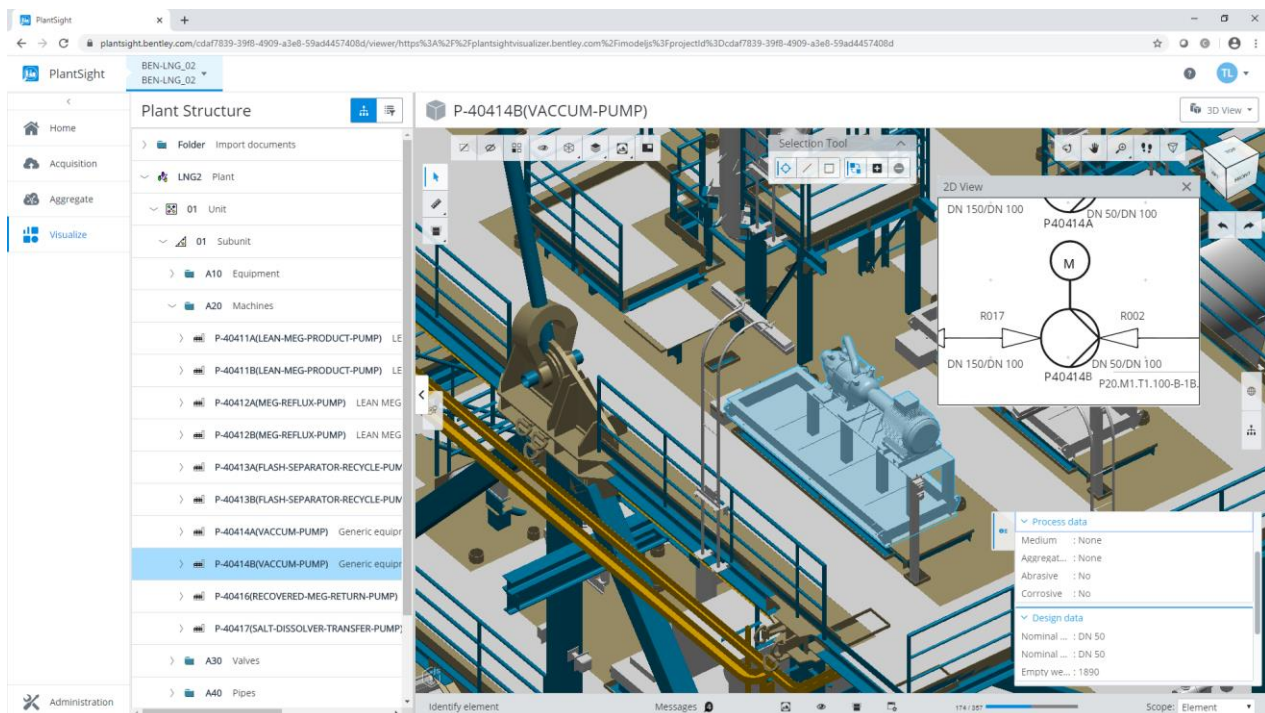 PlantSight
plantsight.bentley.com/cdaf7839-39f8-4909-a3e8-59ad4457408d/viewer/https%3A%2F%2Fplantsightvisualizer.bentley.com%2Fimodeljs%3FprojectId%3Dcdaf7839-39f8-4909-a3e8-59ad4457408d
PlantSight
BEN-LNG_02
BEN-LNG_02
TL
Home
Acquisition
Aggregate
Visualize
Administration
Plant Structure
Folder Import documents
LNG2 Plant
01 Unit
01 Subunit
A10 Equipment
A20 Machines
P-40411A(LEAN-MEG-PRODUCT-PUMP) LE
P-40411B(LEAN-MEG-PRODUCT-PUMP) LE
P-40412A(MEG-REFLUX-PUMP) LEAN MEG
P-40412B(MEG-REFLUX-PUMP) LEAN MEG
P-40413A(FLASH-SEPARATOR-RECYCLE-PUM
P-40413B(FLASH-SEPARATOR-RECYCLE-PUM
P-40414A(VACCUM-PUMP) Generic equipr
P-40414B(VACCUM-PUMP) Generic equipr
P-40416(RECOVERED-MEG-RETURN-PUMP)
P-40417(SALT-DISSOLVER-TRANSFER-PUMP)
A30 Valves
A40 Pipes
P-40414B(VACCUM-PUMP)
3D View
Selection Tool
TOP
FRONT
2D View
DN 150/DN 100
DN 50/DN 100
P40414A
M
R017
R002
DN 150/DN 100
DN 50/DN 100
P40414B
P20.M1.T1.100-B-1B.
Process data
Medium : None
Aggregat... : None
Abrasive : No
Corrosive : No
Design data
Nominal ... : DN 50
Nominal ... : DN 50
Empty we... : 1890
Identify element
Messages
174 / 357
Scope: Element